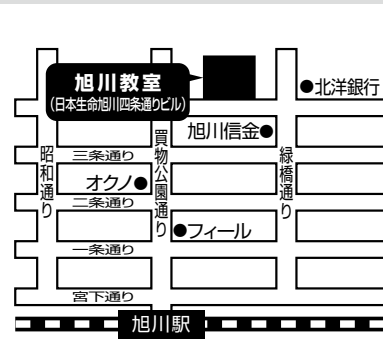 旭川教室
(日本生命旭川四条通りビル)
●北洋銀行
旭川信金●
昭和通り
買物公園通り
緑橋通り
三条通り
オクノ●
二条通り
●フィール
一条通り
宮下通り
旭川駅